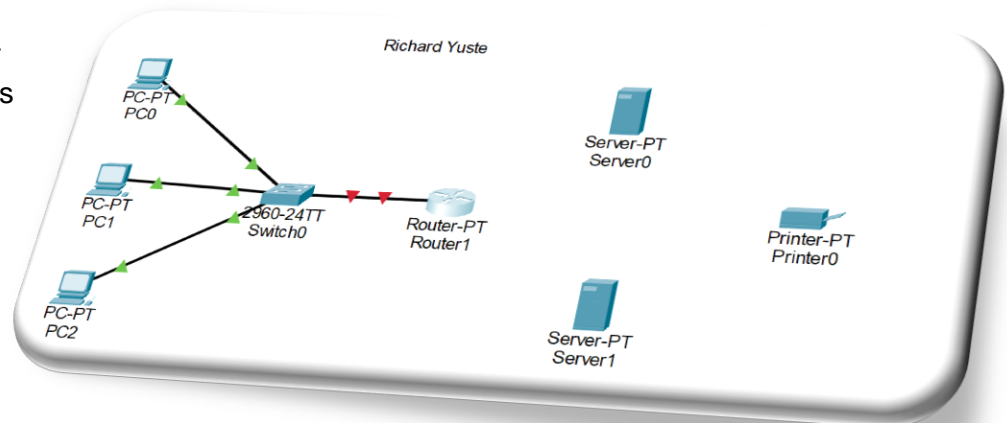 s
Richard Yuste
PC-PT
PC0
PC-PT
PC1
PC-PT
PC2
2960-24TT
Switch0
Router-PT
Router1
Server-PT
Server0
Server-PT
Server1
Printer-PT
Printer0